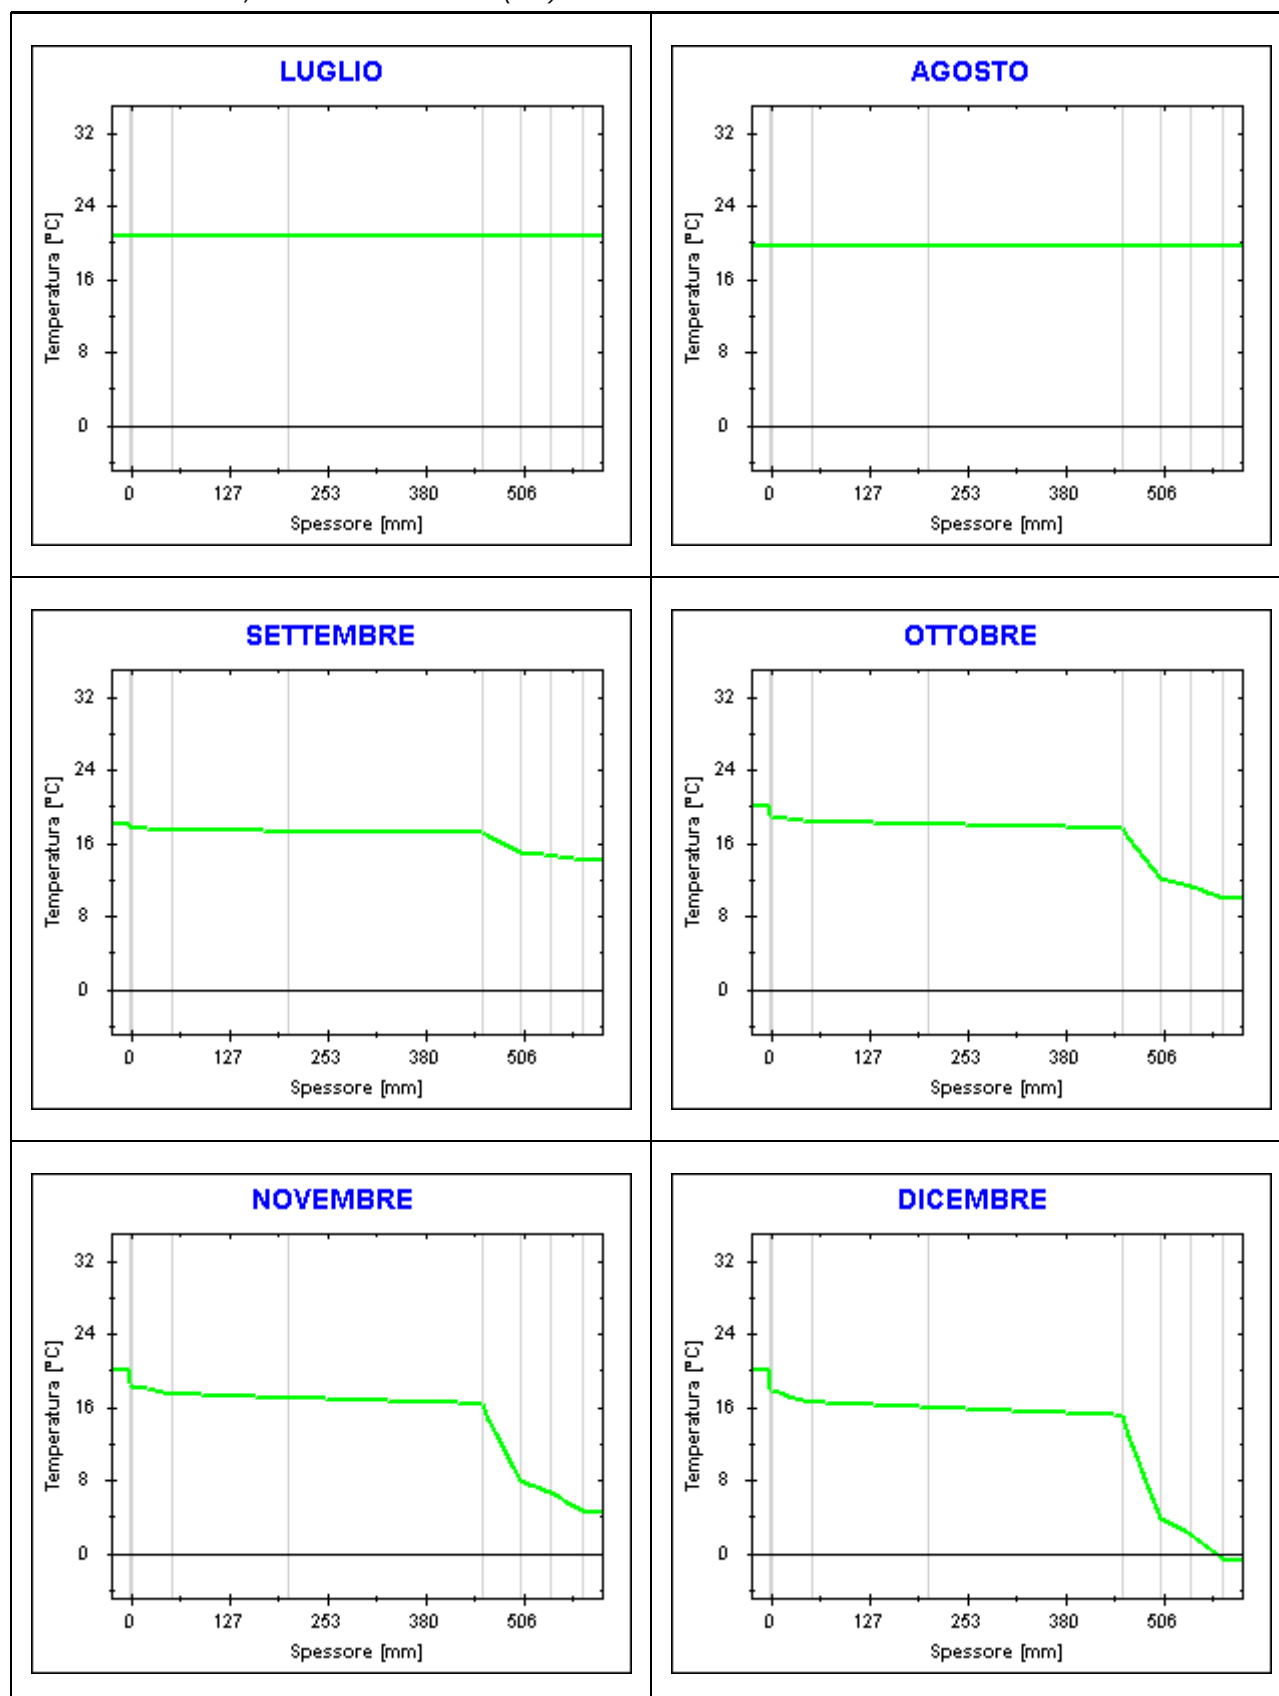 LUGLIO
32
24
16
8
0
Temperatura [°C]
0 127 253 380 506
Spessore [mm]
AGOSTO
32
24
16
8
0
Temperatura [°C]
0 127 253 380 506
Spessore [mm]
SETTEMBRE
32
24
16
8
0
Temperatura [°C]
0 127 253 380 506
Spessore [mm]
OTTOBRE
32
24
16
8
0
Temperatura [°C]
0 127 253 380 506
Spessore [mm]
NOVEMBRE
32
24
16
8
0
Temperatura [°C]
0 127 253 380 506
Spessore [mm]
DICEMBRE
32
24
16
8
0
Temperatura [°C]
0 127 253 380 506
Spessore [mm]